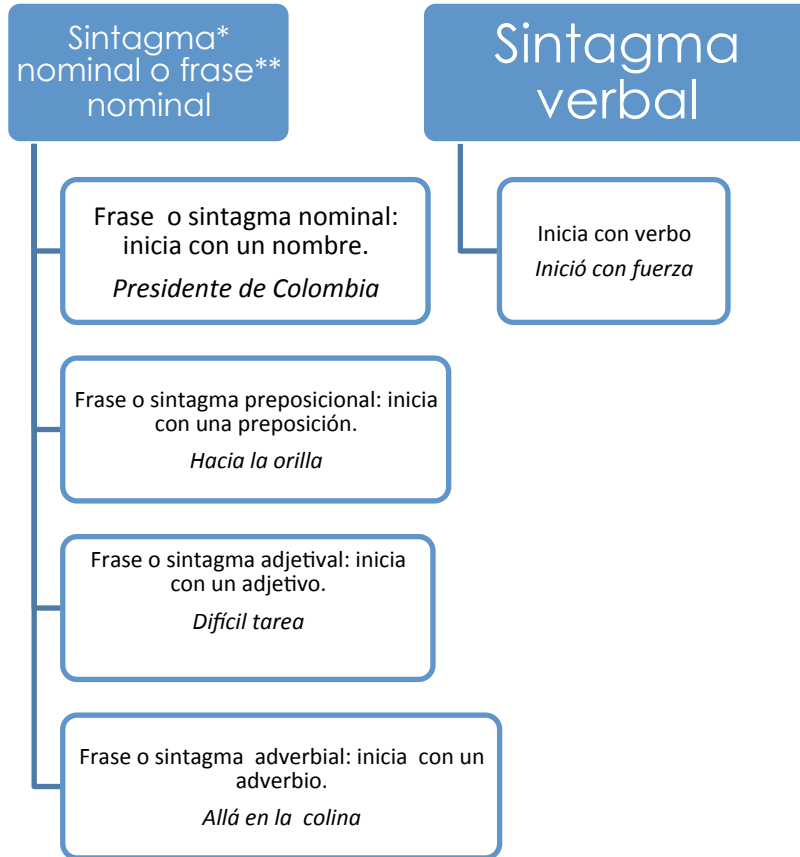 Sintagma*
nominal o frase**
nominal
Frase o sintagma nominal:
inicia con un nombre.
Presidente de Colombia
Frase o sintagma preposicional: inicia
con una preposición.
Hacia la orilla
Frase o sintagma adjetival: inicia
con un adjetivo.
Difícil tarea
Frase o sintagma adverbial: inicia con un
adverbio.
Allá en la colina
Sintagma
verbal
Inicia con verbo
Inició con fuerza